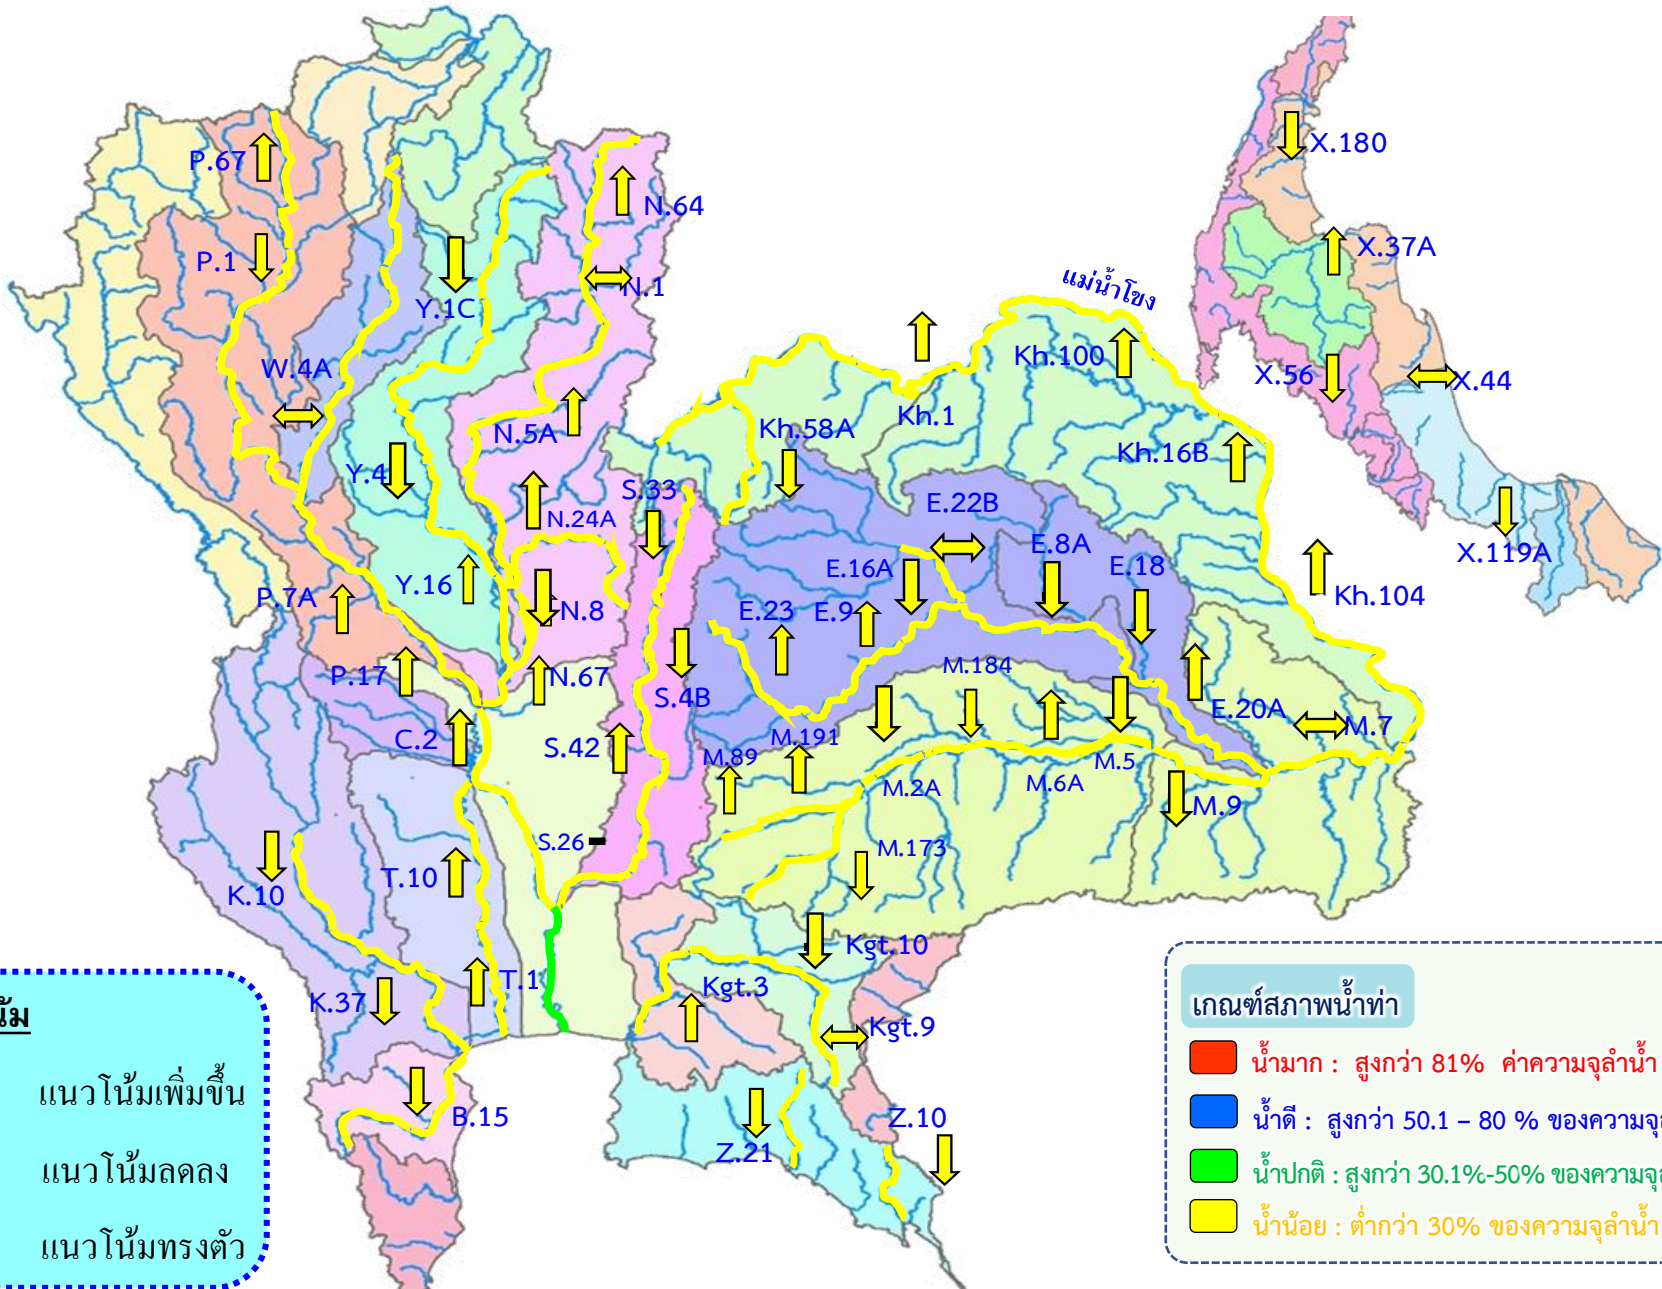 P.67
X.180
N.64
P.1
X.37A
N.1
Y.1C
แม่น้ำโขง
Kh.100
W.4A
X.56
X.44
Kh.1
Kh.58A
N.5A
Kh.16B
Y.4
S.33
E.22B
N.24A
E.8A
X.119A
E.16A
E.18
Y.16
P.7A
Kh.104
N.8
E.23
E.9
M.184
P.17
N.67
S.4B
E.20A
M.7
C.2
S.42
M.191
M.89
M.5
M.2A
M.6A
M.9
S.26
M.173
T.10
K.10
Kgt.10
T.1
Kgt.3
K.37
Kgt.9
B.15
Z.10
Z.21
แนวโน้มเพิ่มขึ้น
แนวโน้มลดลง
แนวโน้มทรงตัว
เกณฑ์สภาพน้ำท่า
น้ำมาก : สูงกว่า 81% ค่าความจุลำน้ำ
น้ำดี : สูงกว่า 50.1 – 80 % ของความจุ
น้ำปกติ : สูงกว่า 30.1%-50% ของความจุ
น้ำน้อย : ต่ำกว่า 30% ของความจุลำน้ำ